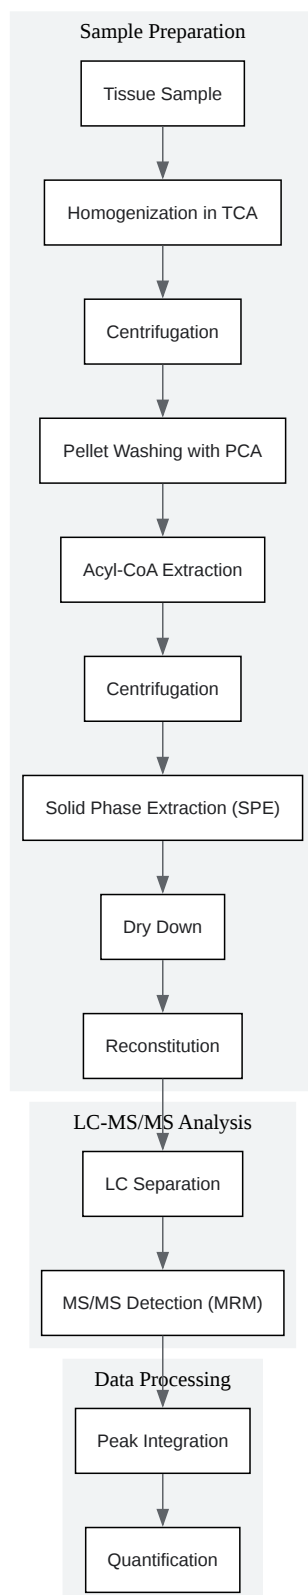 Sample Preparation
Tissue Sample
Homogenization in TCA
Centrifugation
Pellet Washing with PCA
Acyl-CoA Extraction
Centrifugation
Solid Phase Extraction (SPE)
Dry Down
Reconstitution
LC-MS/MS Analysis
LC Separation
MS/MS Detection (MRM)
Data Processing
Peak Integration
Quantification